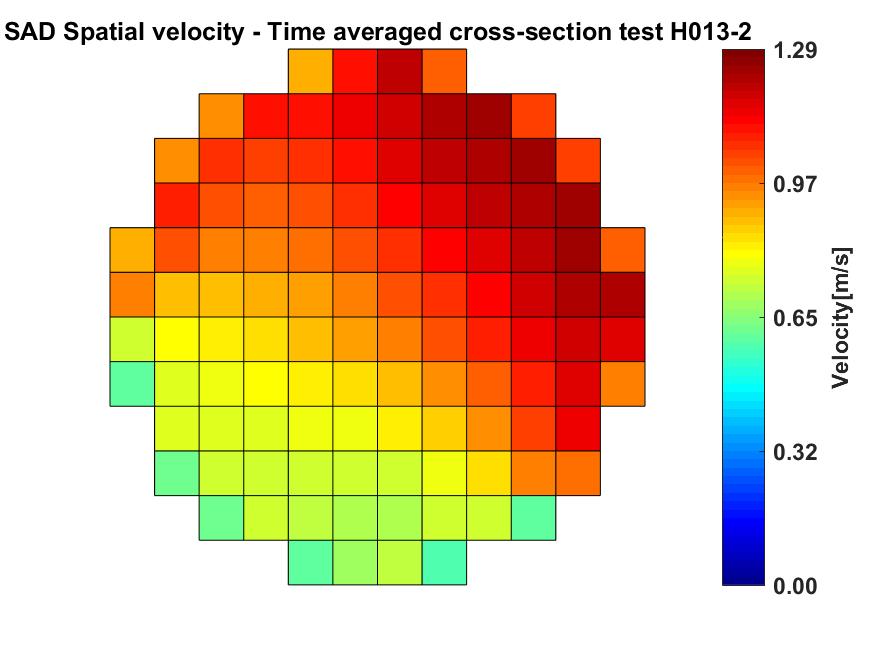 SAD Spatial velocity - Time averaged cross-section test H013-2
1.29
0.97
0.65
0.32
0.00
Velocity[m/s]